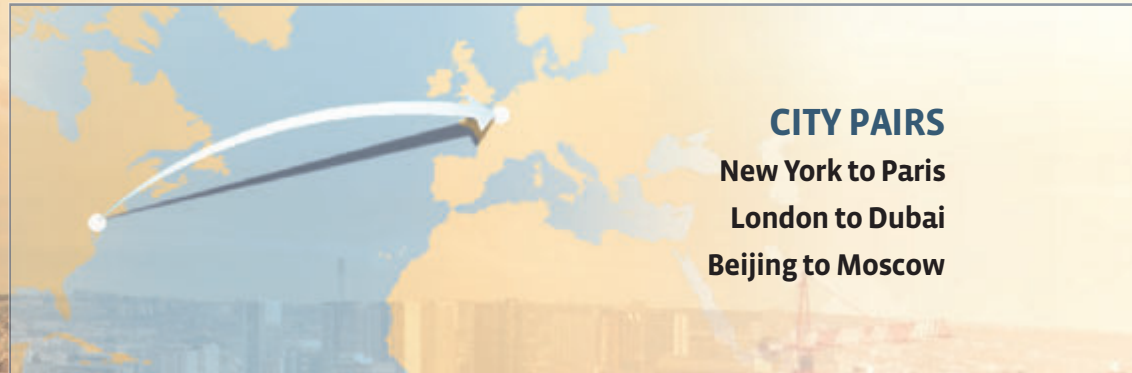 CITY PAIRS
New York to Paris
London to Dubai
Beijing to Moscow